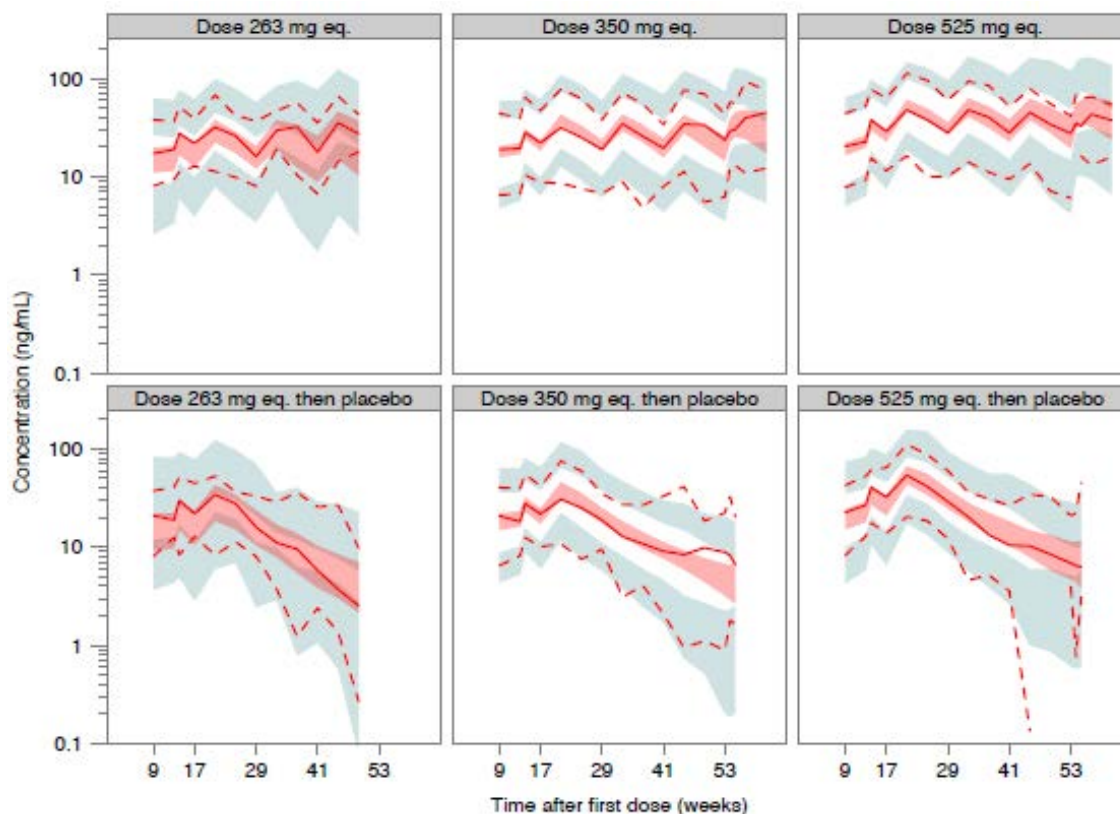 Dose 263 mg eq.
Dose 350 mg eq.
Dose 525 mg eq.
100
10
1
0.1
Concentration (ng/mL)
Dose 263 mg eq. then placebo
Dose 350 mg eq. then placebo
Dose 525 mg eq. then placebo
100
10
1
0.1
9 17 29 41 53
9 17 29 41 53
9 17 29 41 53
Time after first dose (weeks)